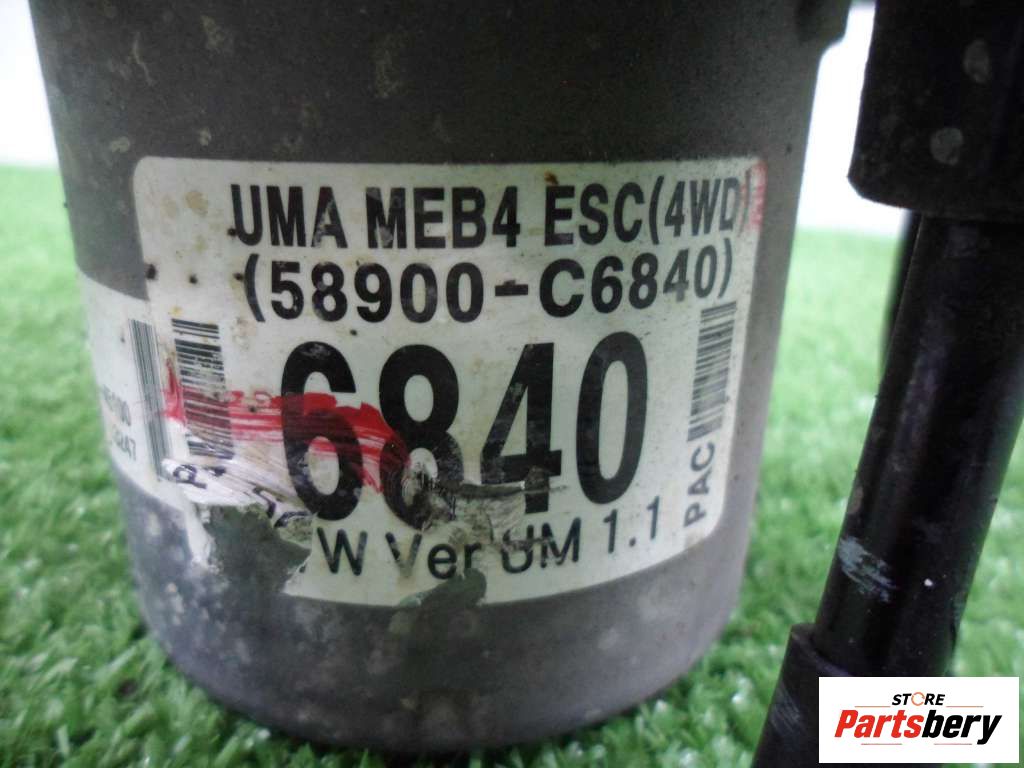 UMA MEB4 ESC(4WD)
(58900-C6840)
6840
W Ver UM 1.1
PAC
STORE
Partsbery